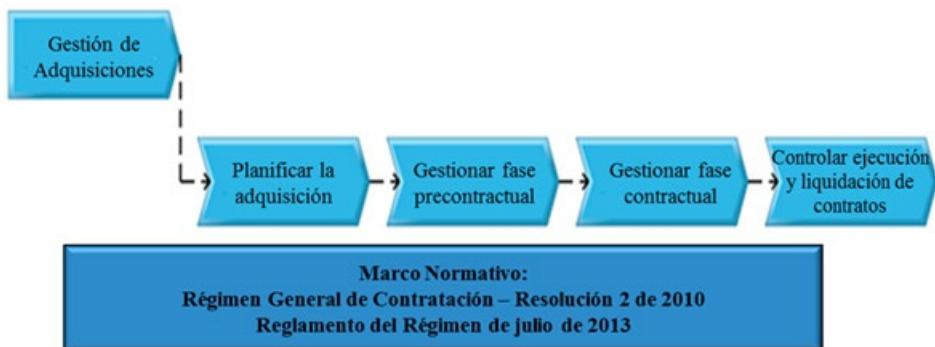 Gestión de
Adquisiciones
Planificar la
adquisición
Gestionar fase
precontractual
Gestionar fase
contractual
Controlar ejecución
y liquidación de
contratos
Marco Normativo:
Régimen General de Contratación – Resolución 2 de 2010
Reglamento del Régimen de julio de 2013